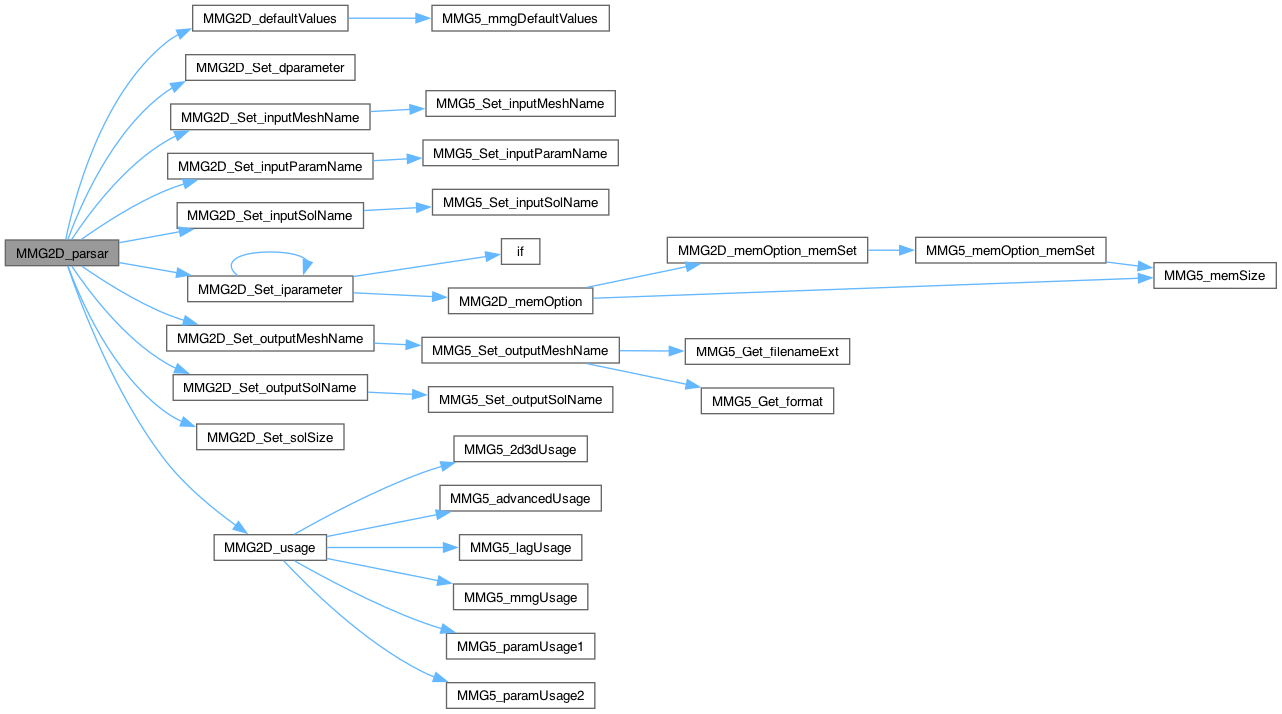 MMG2D_defaultValues
MMG5_mmgDefaultValues
MMG2D_Set_dparameter
MMG2D_Set_inputMeshName
MMG5_Set_inputMeshName
MMG2D_Set_inputParamName
MMG5_Set_inputParamName
MMG2D_Set_inputSolName
MMG5_Set_inputSolName
MMG2D_parsar
MMG2D_Set_iparameter
if
MMG2D_memOption
MMG2D_memOption_memSet
MMG5_memOption_memSet
MMG5_memSize
MMG2D_Set_outputMeshName
MMG5_Set_outputMeshName
MMG5_Get_filenameExt
MMG5_Get_format
MMG2D_Set_outputSolName
MMG5_Set_outputSolName
MMG2D_Set_solSize
MMG2D_usage
MMG5_2d3dUsage
MMG5_advancedUsage
MMG5_lagUsage
MMG5_mmgUsage
MMG5_paramUsage1
MMG5_paramUsage2